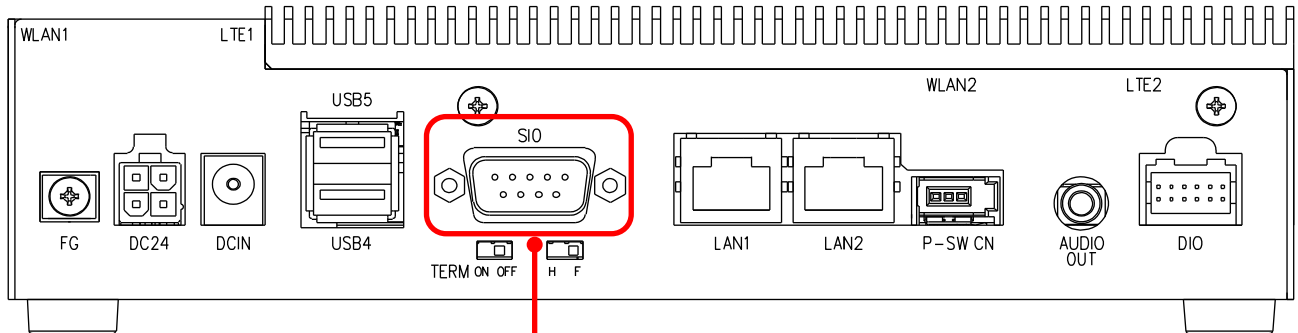 WLAN1 LTE1
WLAN2 LTE2
USB5
SIO
FG DC24 DCIN USB4 LAN1 LAN2 P-SW CN AUDIO OUT DIO
TERM ON OFF H F